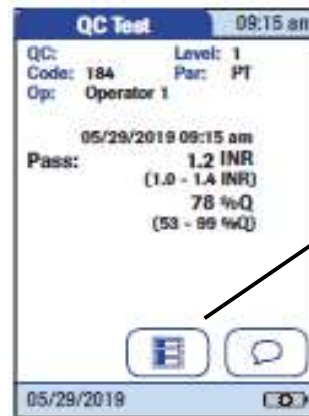 QC Test 09:15 am
QC: Level: 1
Code: 184 Par: PT
Op: Operator 1
05/29/2019 09:15 am
Pass: 1.2 INR
(1.0 - 1.4 INR)
78 %Q
(53 - 99 %Q)
05/29/2019